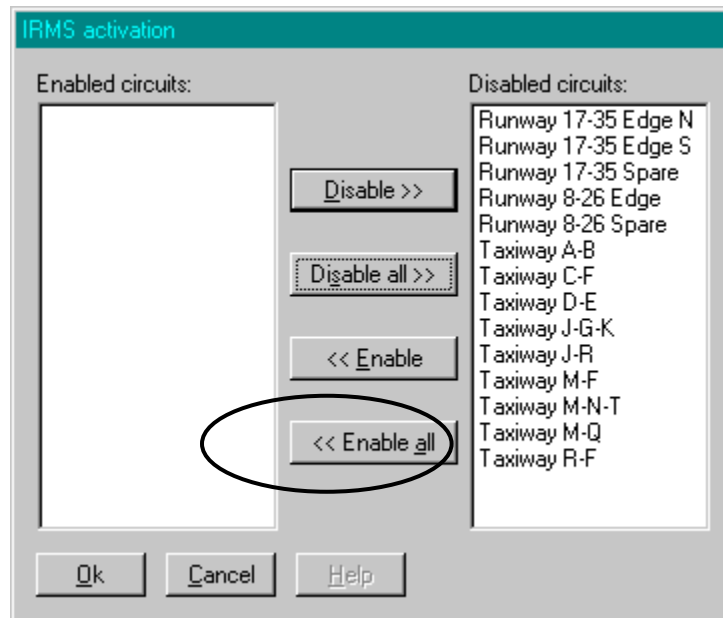 IRMS activation
Enabled circuits:
Disabled circuits:
Runway 17-35 Edge N
Runway 17-35 Edge S
Runway 17-35 Spare
Runway 8-26 Edge
Runway 8-26 Spare
Taxiway A-B
Taxiway C-F
Taxiway D-E
Taxiway J-G-K
Taxiway J-R
Taxiway M-F
Taxiway M-N-T
Taxiway M-Q
Taxiway R-F
Disable >>
Disable all >>
<< Enable
<< Enable all
Ok
Cancel
Help